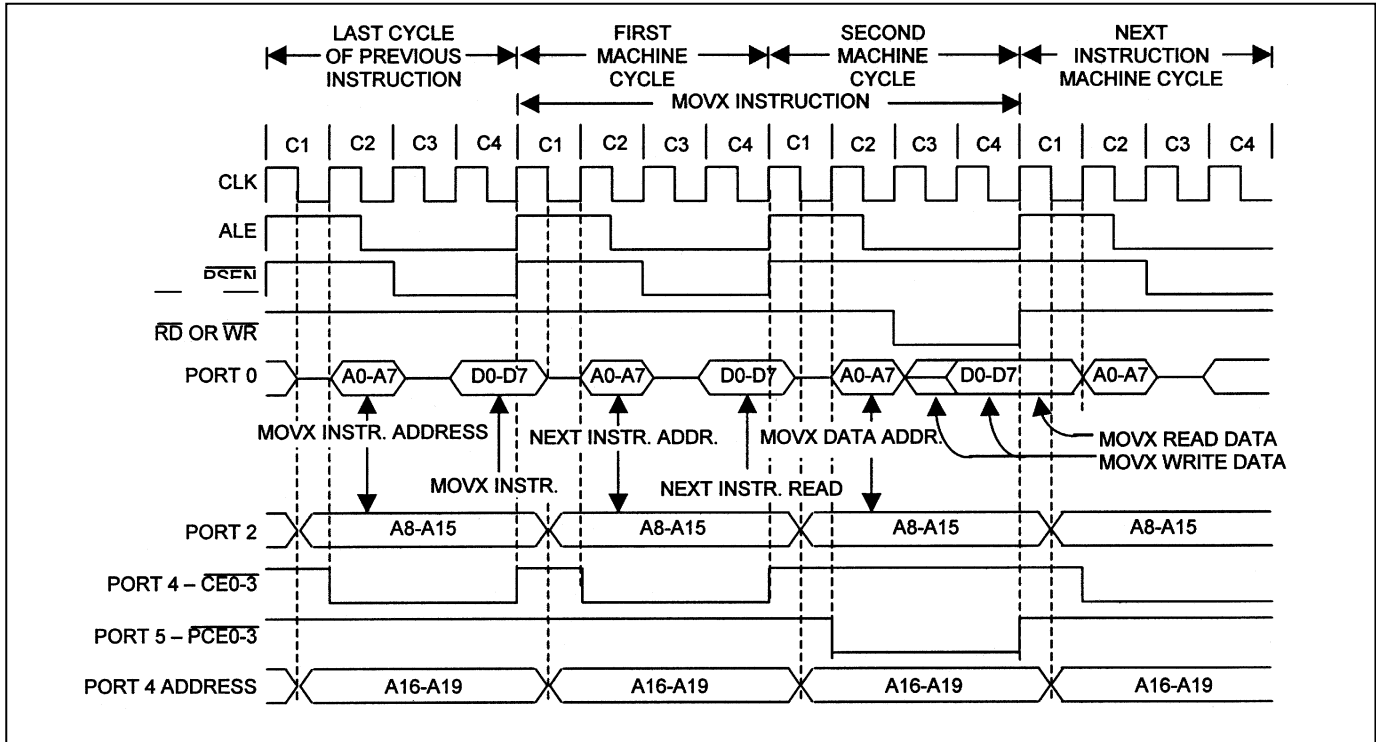 LAST CYCLE
OF PREVIOUS
INSTRUCTION
FIRST
MACHINE
CYCLE
SECOND
MACHINE
CYCLE
NEXT
INSTRUCTION
MACHINE CYCLE
MOVX INSTRUCTION
C1 C2 C3 C4 C1 C2 C3 C4 C1 C2 C3 C4 C1 C2 C3 C4
CLK
ALE
PSEN
RD OR WR
PORT 0 A0-A7 D0-D7 A0-A7 D0-D7 A0-A7 D0-D7 A0-A7
MOVX INSTR. ADDRESS NEXT INSTR. ADDR. MOVX DATA ADDR. MOVX READ DATA
MOVX WRITE DATA
MOVX INSTR. NEXT INSTR. READ
PORT 2 A8-A15 A8-A15 A8-A15 A8-A15
PORT 4 – CE0-3
PORT 5 – PCE0-3
PORT 4 ADDRESS A16-A19 A16-A19 A16-A19 A16-A19